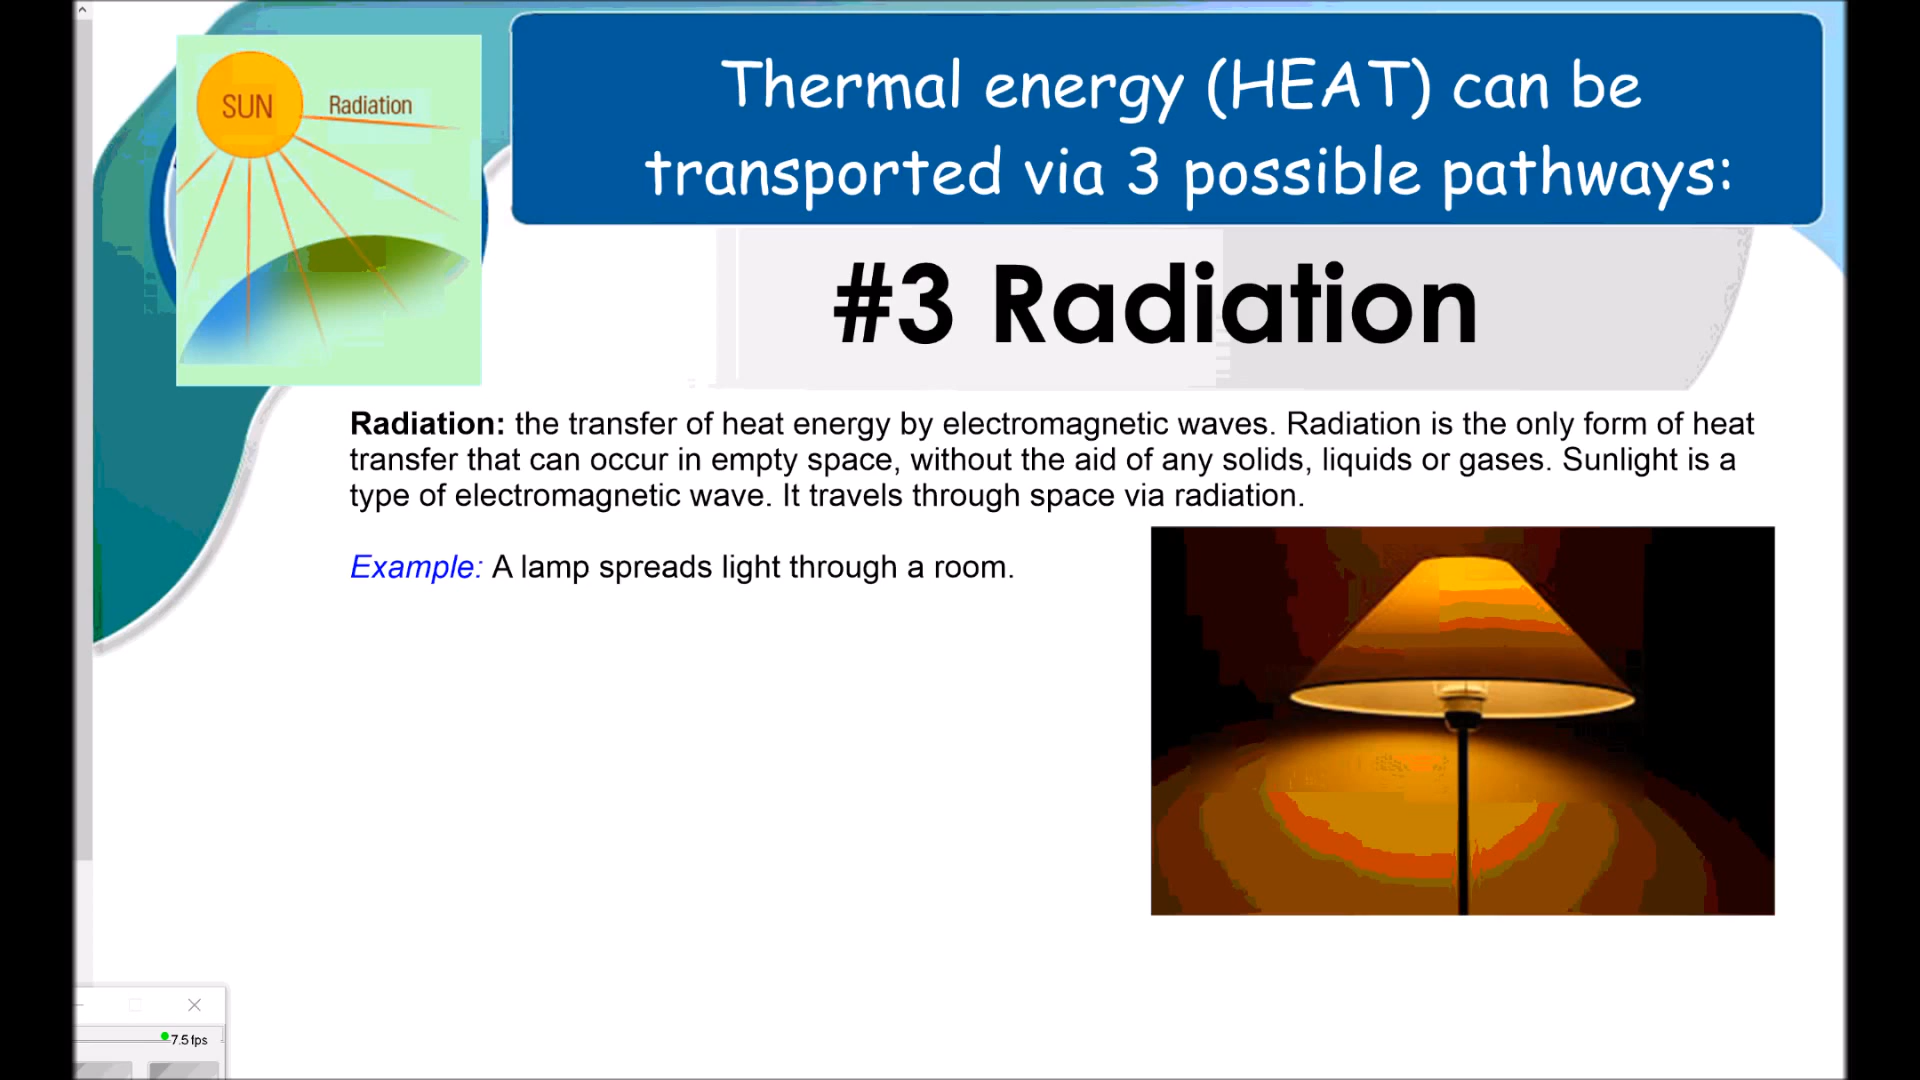 SUN
Radiation
Thermal energy (HEAT) can be
transported via 3 possible pathways:
#3 Radiation
Radiation: the transfer of heat energy by electromagnetic waves. Radiation is the only form of heat
transfer that can occur in empty space, without the aid of any solids, liquids or gases. Sunlight is a
type of electromagnetic wave. It travels through space via radiation.
Example: A lamp spreads light through a room.
7.5 fps